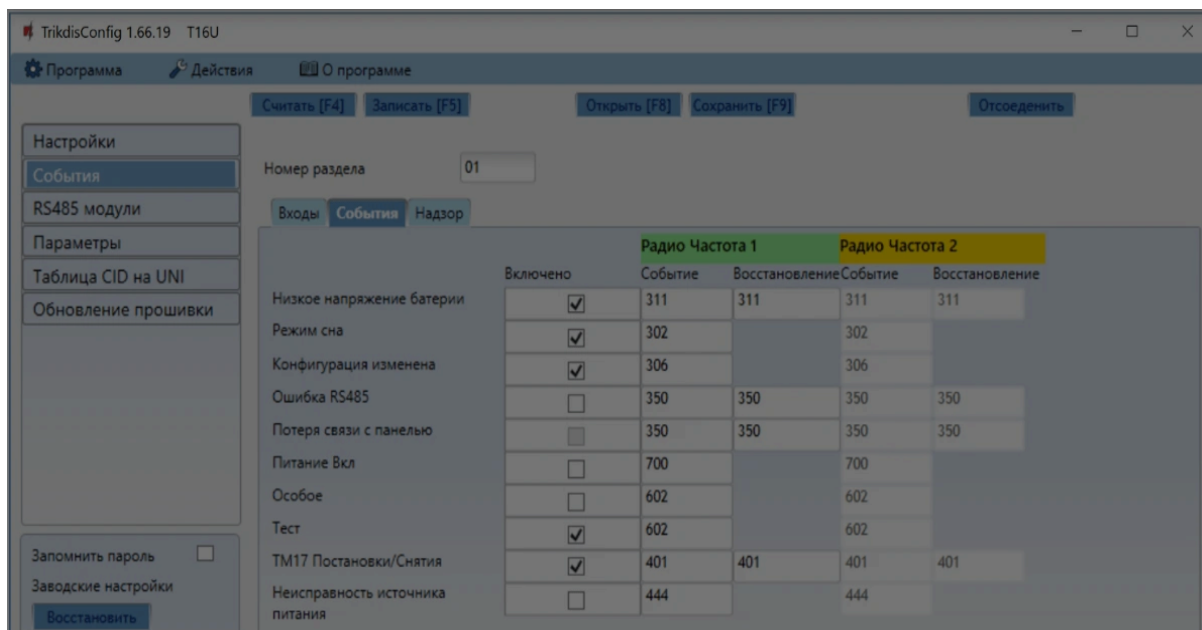 TrikdisConfig 1.66.19 T16U
Программа Действия О программе
Считать [F4] Записать [F5] Открыть [F8] Сохранить [F9] Отсоеденить
Настройки
События
RS485 модули
Параметры
Таблица CID на UNI
Обновление прошивки
Запомнить пароль
Заводские настройки
Восстановить
Номер раздела 01
Входы События Надзор
Радио Частота 1 Радио Частота 2
Включено Событие Восстановление Событие Восстановление
Низкое напряжение батерии 311 311 311 311
Режим сна 302 302
Конфигурация изменена 306 306
Ошибка RS485 350 350 350 350
Потеря связи с панелью 350 350 350 350
Питание Вкл 700 700
Особое 602 602
Тест 602 602
ТМ17 Постановки/Снятия 401 401 401 401
Неисправность источника 444 444
питания